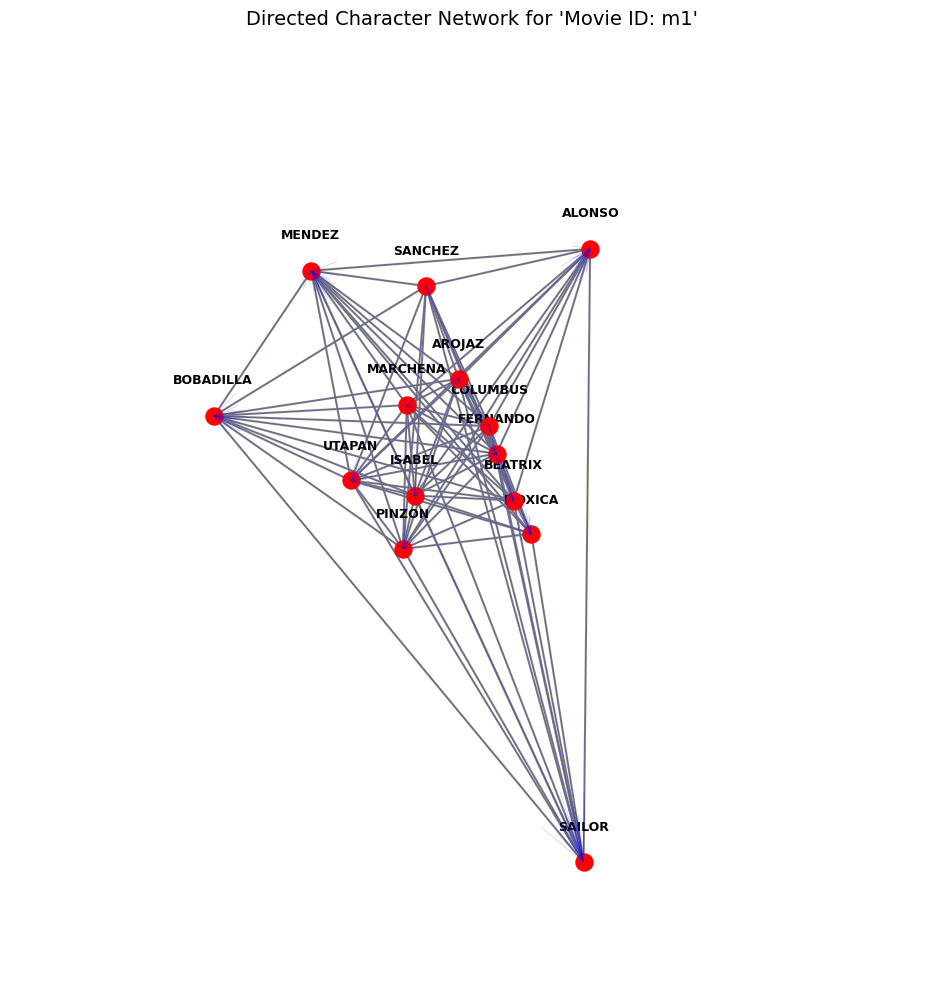 Directed Character Network for 'Movie ID: m1'
ALONSO
MENDEZ
SANCHEZ
AROJAZ
MARCHENA
BOBADILLA
COLUMBUS
FERNANDO
UTAPAN
ISABEL
BEATRIX
MOXICA
PINZON
SAILOR